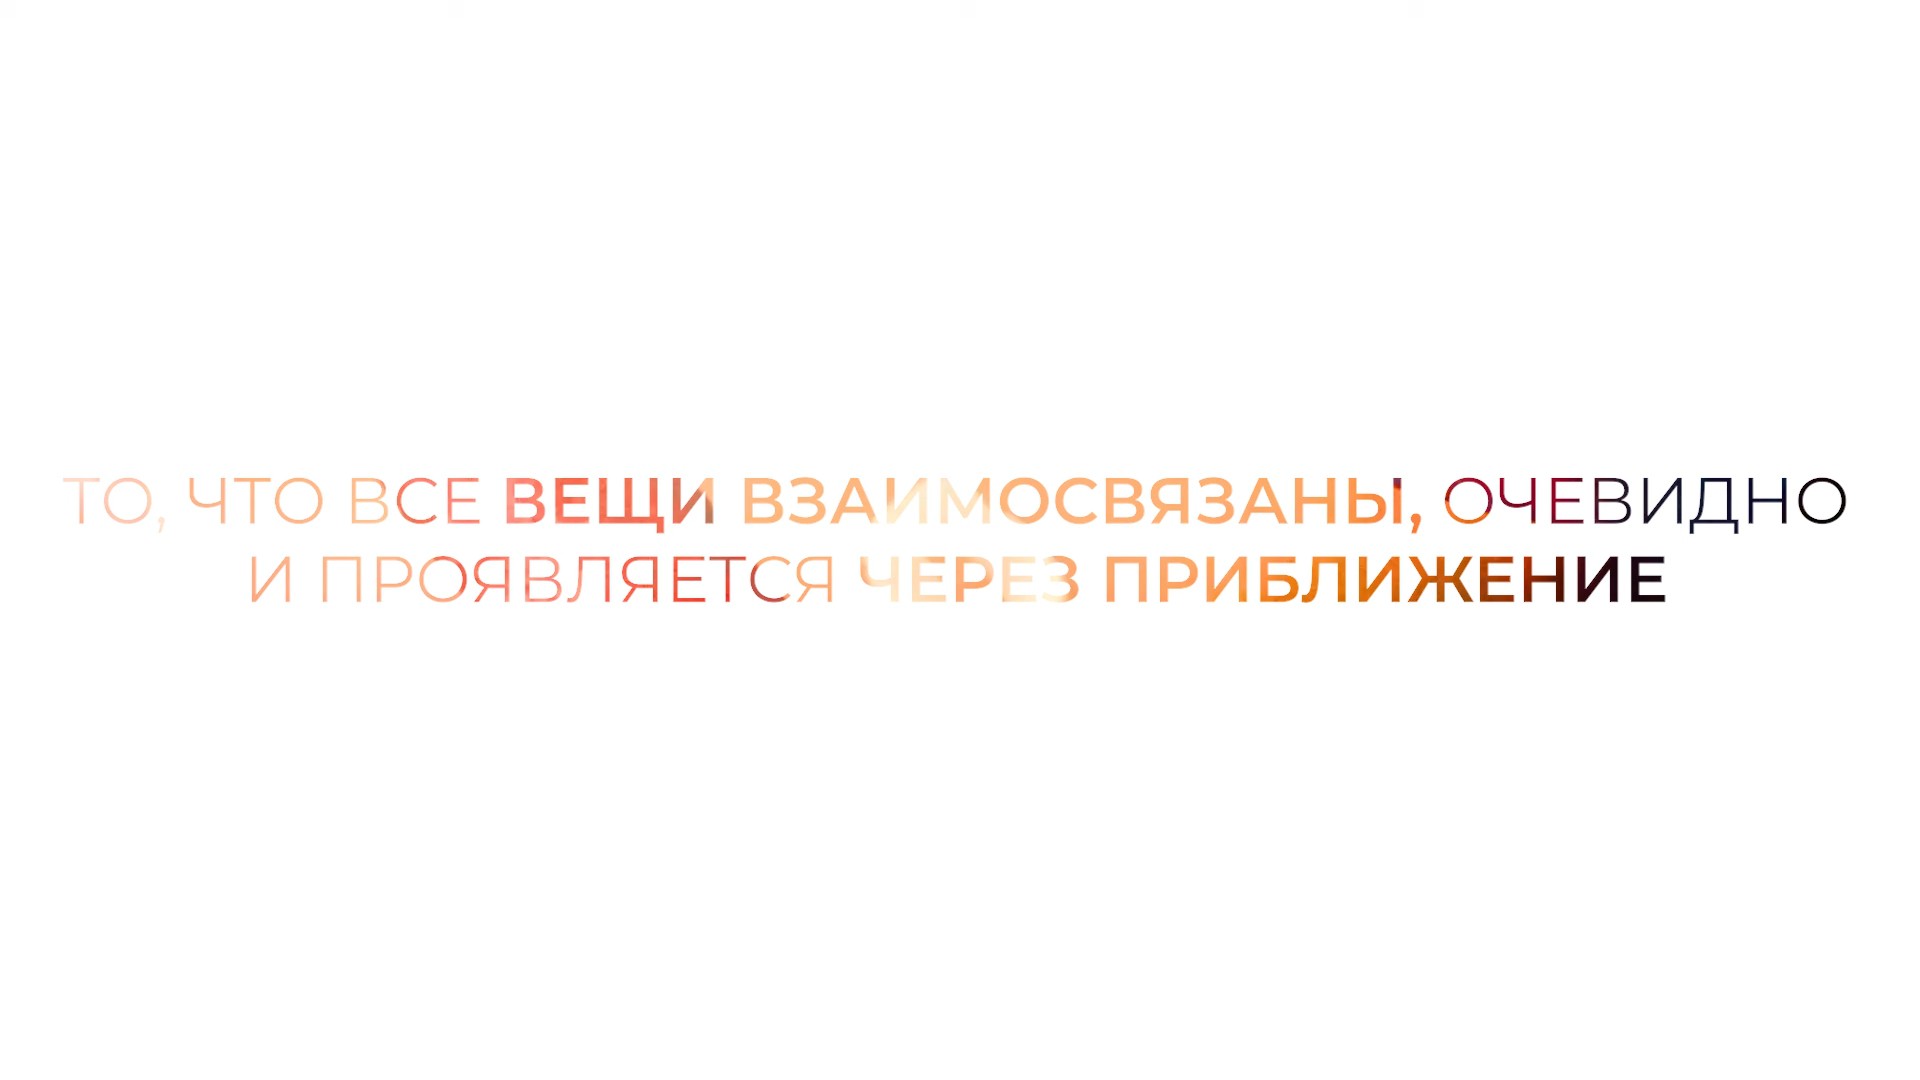 ТО, ЧТО ВСЕ ВЕЩИ ВЗАИМОСВЯЗАНЫ, ОЧЕВИДНО
И ПРОЯВЛЯЕТСЯ ЧЕРЕЗ ПРИБЛИЖЕНИЕ